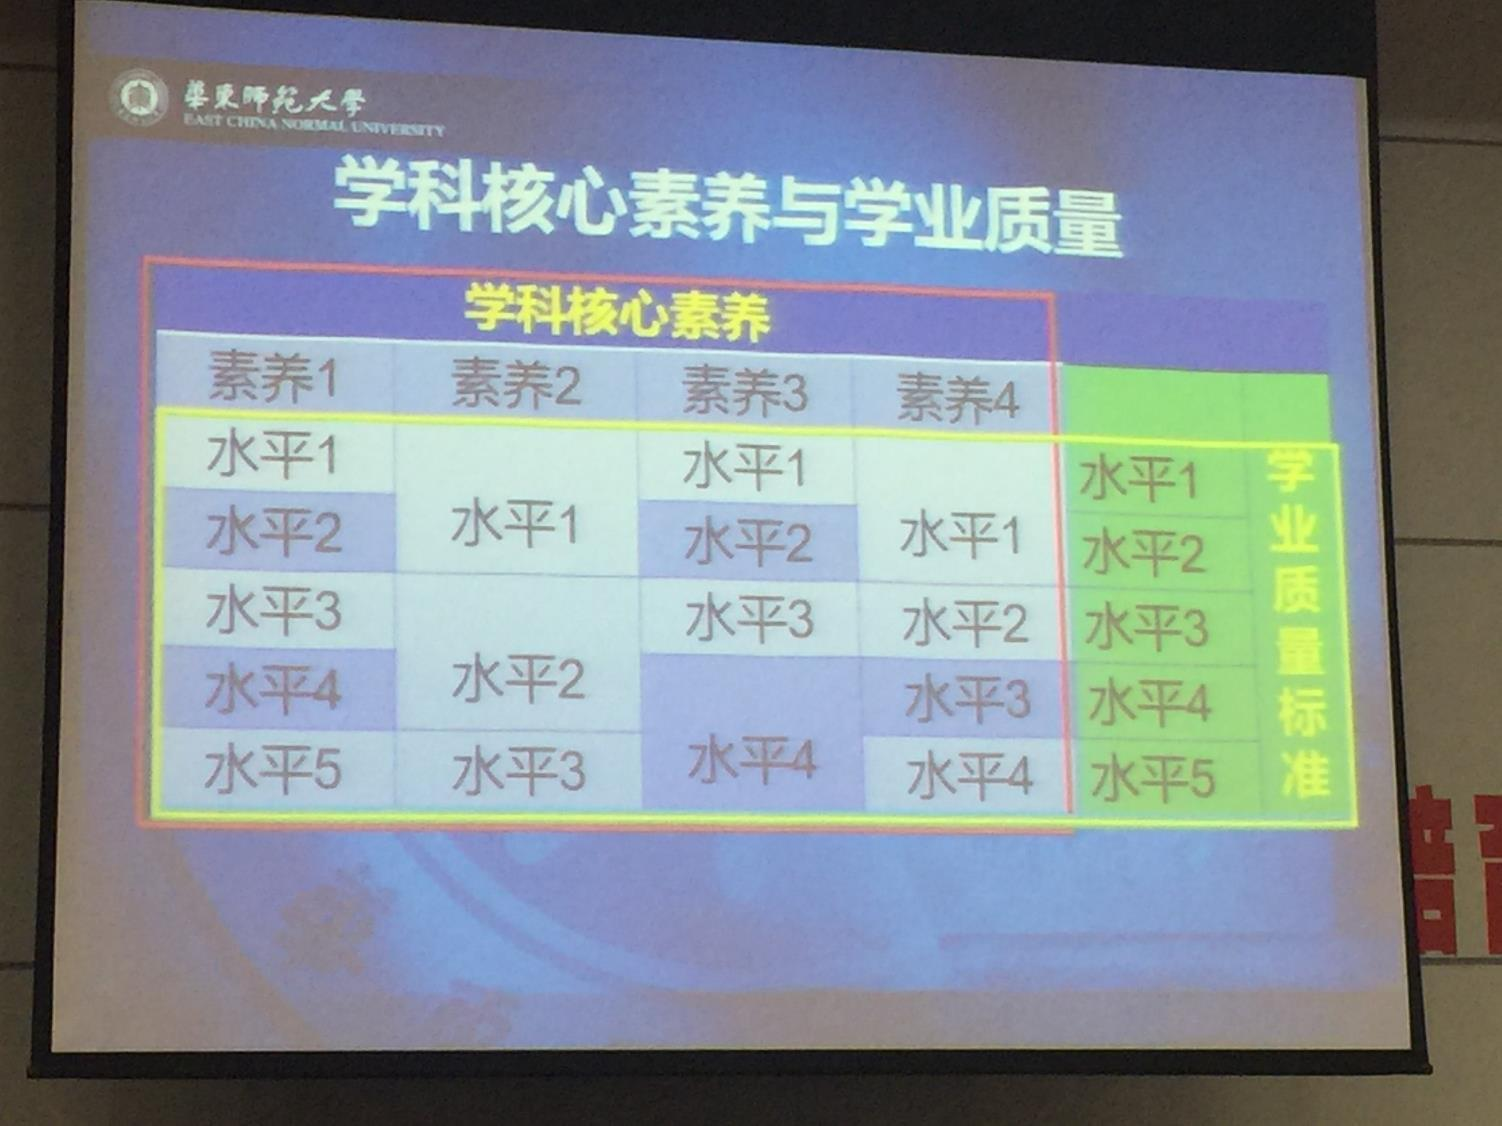 華東師範大學
EAST CHINA NORMAL UNIVERSITY
学科核心素养与学业质量
学科核心素养
素养1 素养2 素养3 素养4
水平1 水平1 水平1
水平1 水平1
水平2 水平2 水平2
水平3 水平3 水平2 水平3
水平2
水平4 水平3 水平4
水平5 水平3 水平4 水平4 水平5
学业质量标准